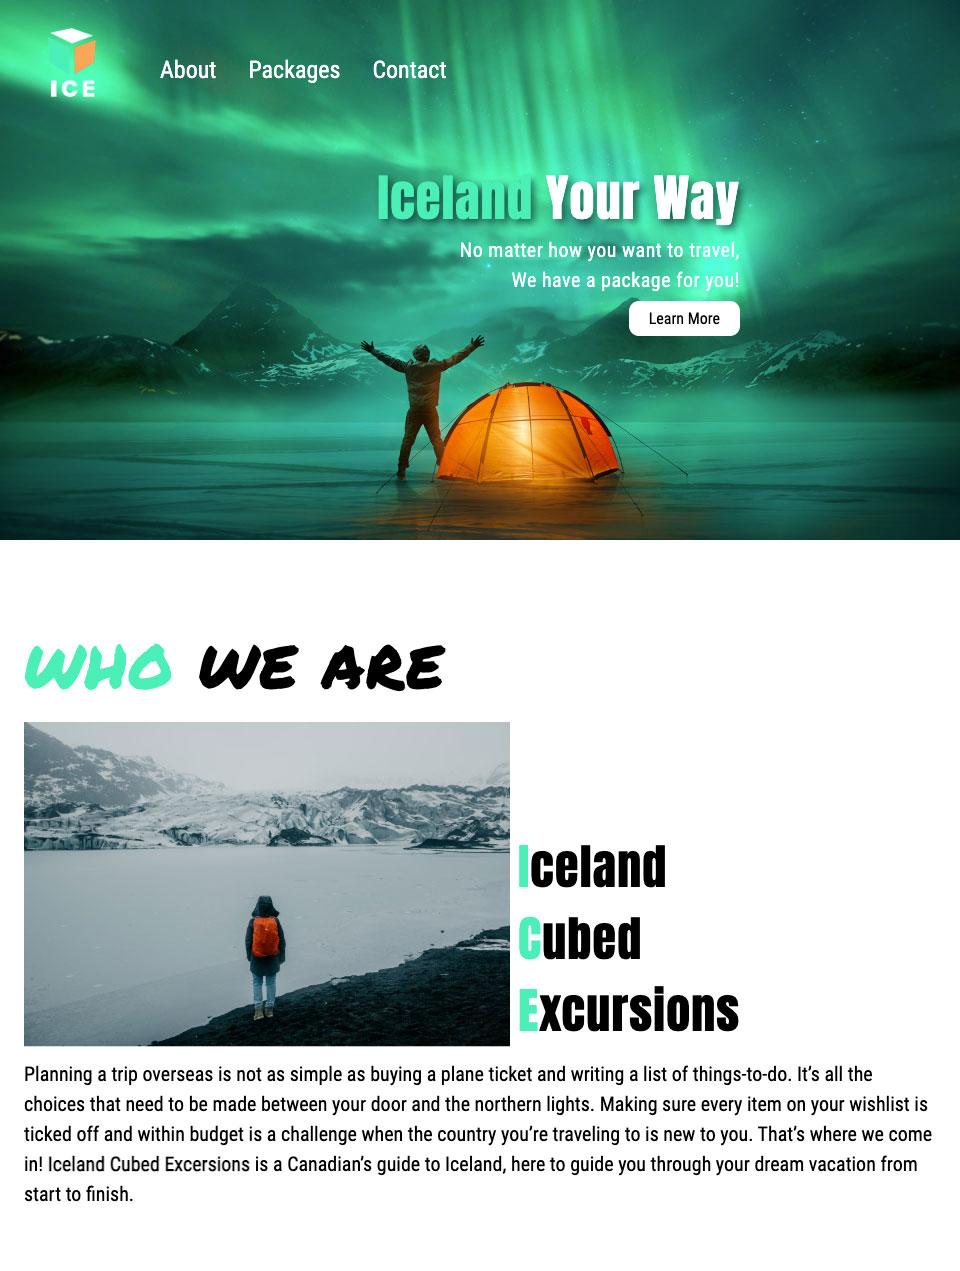 ICE
About Packages Contact
Iceland Your Way
No matter how you want to travel,
We have a package for you!
Learn More
WHO WE ARE
Iceland
Cubed
Excursions
Planning a trip overseas is not as simple as buying a plane ticket and writing a list of things-to-do. It’s all the
choices that need to be made between your door and the northern lights. Making sure every item on your wishlist is
ticked off and within budget is a challenge when the country you’re traveling to is new to you. That’s where we come
in! Iceland Cubed Excersions is a Canadian’s guide to Iceland, here to guide you through your dream vacation from
start to finish.